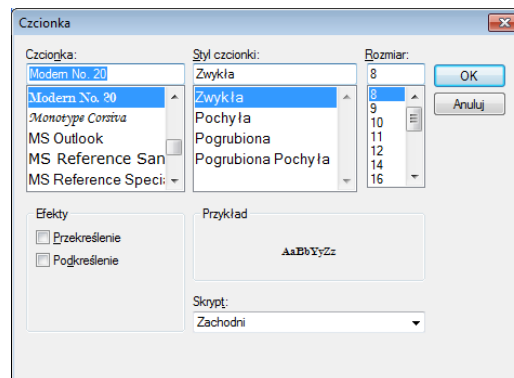 Czcionka
Czcionka:
Modern No. 20
Modern No. 20
Monotype Corsiva
MS Outlook
MS Reference San
MS Reference Speci
Styl czcionki:
Zwykła
Zwykła
Pochyła
Pogrubiona
Pogrubiona Pochyła
Rozmiar:
8
8
9
10
11
12
14
16
OK
Anuluj
Efekty
Przekreślenie
Podkreślenie
Przykład
AaBbYyZz
Skrypt:
Zachodni